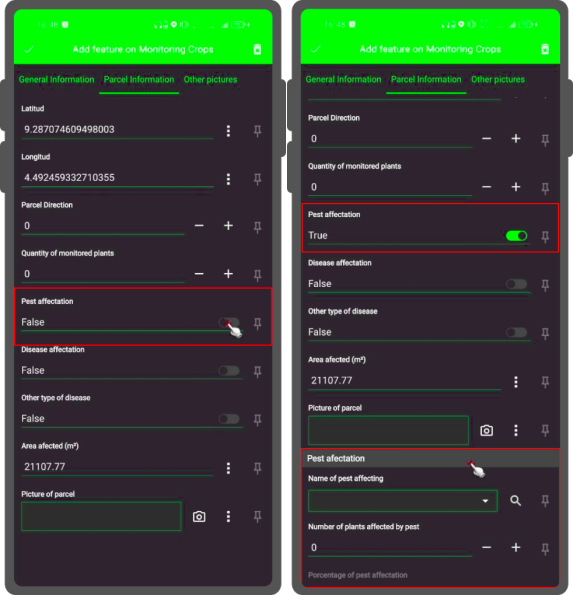 Add feature on Monitoring Crops
General Information Parcel Information Other pictures
Latitud
9.287074609498003
Longitud
4.492459332710355
Parcel Direction
0
Quantity of monitored plants
0
Pest affectation
False
Disease affectation
False
Other type of disease
False
Area afected (m²)
21107.77
Picture of parcel
Add feature on Monitoring Crops
General Information Parcel Information Other pictures
Parcel Direction
0
Quantity of monitored plants
0
Pest affectation
True
Disease affectation
False
Other type of disease
False
Area afected (m²)
21107.77
Picture of parcel
Pest afectation
Name of pest affecting
Number of plants affected by pest
0
Percentage of pest affectation